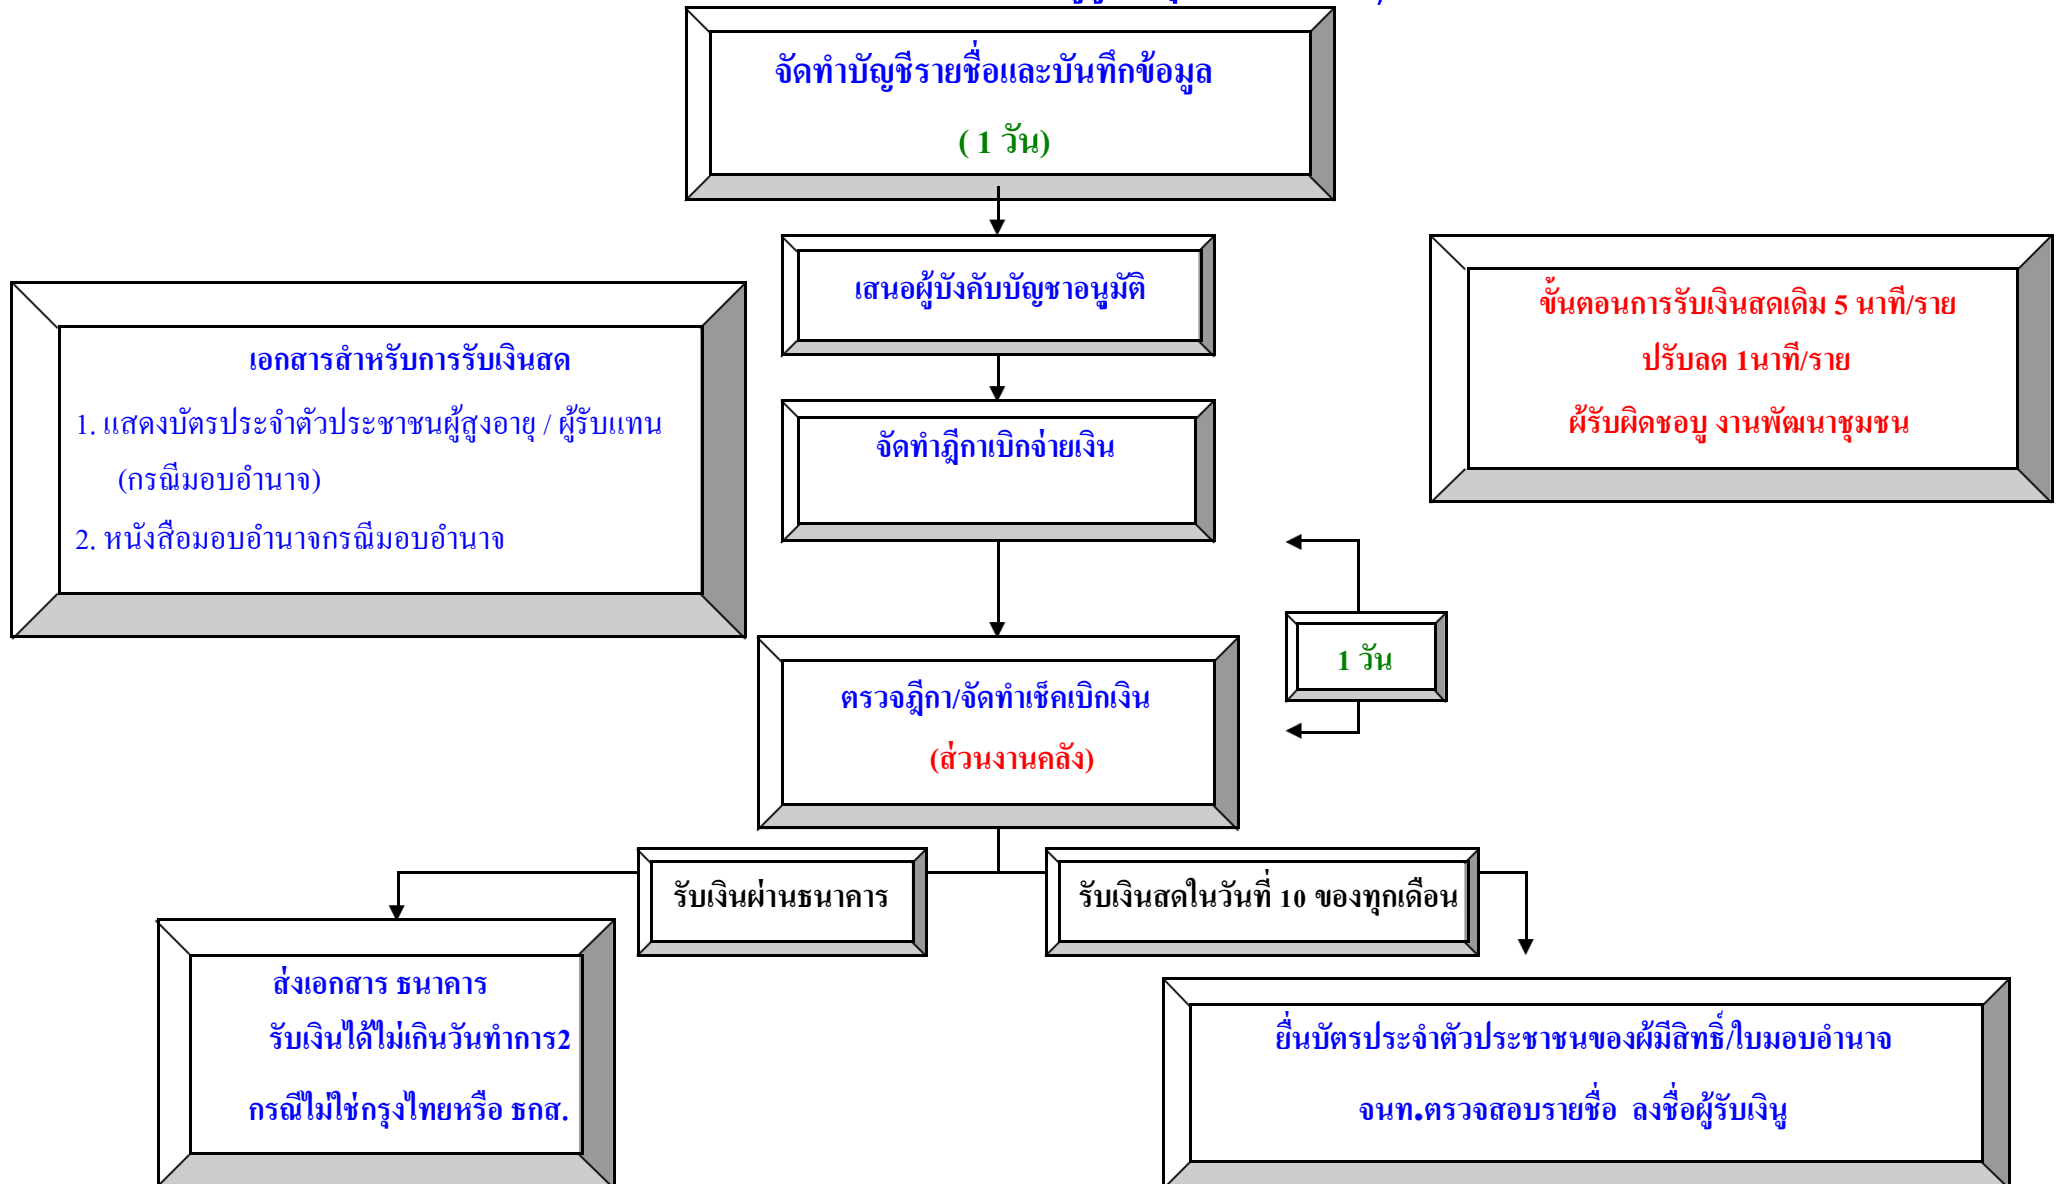 จัดทำบัญชีรายชื่อและบันทึกข้อมูล
( 1 วัน)
เสนอผู้บังคับบัญชาอนุมัติ
ขั้นตอนการรับเงินสดเดิม 5 นาที/ราย
ปรับลด 1นาที/ราย
ผ้รับผิดชอบู งานพัฒนาชุมชน
เอกสารสำหรับการรับเงินสด
1. แสดงบัตรประจำตัวประชาชนผู้สูงอายุ / ผู้รับแทน
(กรณีมอบอำนาจ)
2. หนังสือมอบอำนาจกรณีมอบอำนาจ
จัดทำฎีกาเบิกจ่ายเงิน
1 วัน
ตรวจฎีกา/จัดทำเช็คเบิกเงิน
(ส่วนงานคลัง)
รับเงินผ่านธนาคาร
รับเงินสดในวันที่ 10 ของทุกเดือน
ส่งเอกสาร ธนาคาร
รับเงินได้ไม่เกินวันทำการ2
กรณีไม่ใช่กรุงไทยหรือ ธกส.
ยื่นบัตรประจำตัวประชาชนของผ้มีสิทธิ์/ใบมอบอำนาจ
จนท.ตรวจสอบรายชื่อ ลงชื่อผู้รับเงินู